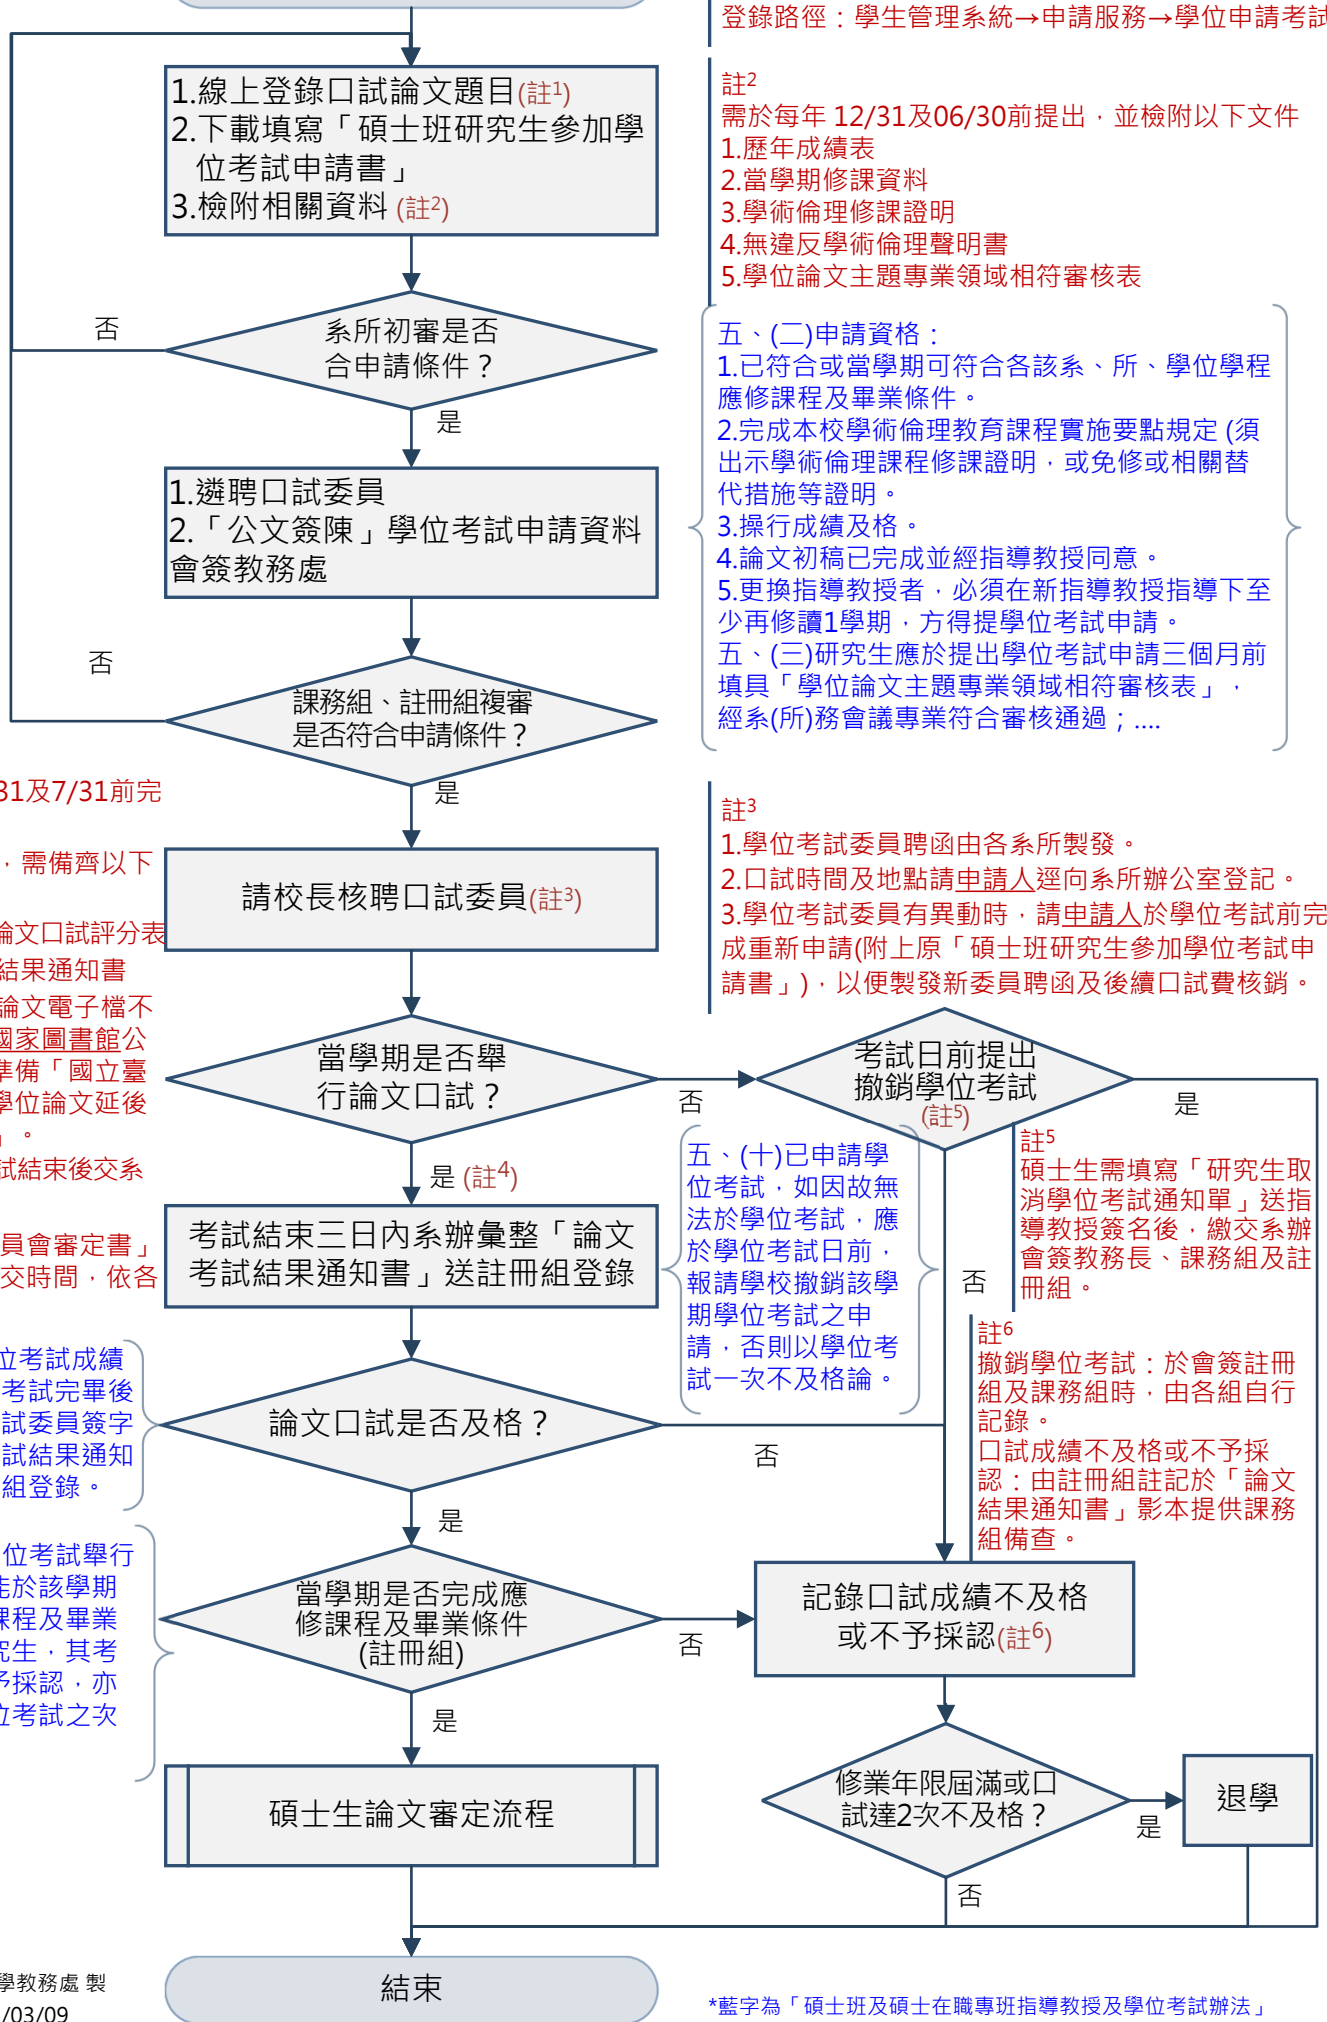 登錄路徑：學生管理系統→申請服務→學位申請考試
1.線上登錄口試論文題目(註1)
2.下載填寫「碩士班研究生參加學
位考試申請書」
3.檢附相關資料 (註2)
註2
需於每年 12/31及06/30前提出，並檢附以下文件
1.歷年成績表
2.當學期修課資料
3.學術倫理修課證明
4.無違反學術倫理聲明書
5.學位論文主題專業領域相符審核表
否
系所初審是否
合申請條件？
是
五、(二)申請資格：
1.已符合或當學期可符合各該系、所、學位學程
應修課程及畢業條件。
2.完成本校學術倫理教育課程實施要點規定 (須
出示學術倫理課程修課證明，或免修或相關替
代措施等證明。
3.操行成績及格。
4.論文初稿已完成並經指導教授同意。
5.更換指導教授者，必須在新指導教授指導下至
少再修讀1學期，方得提學位考試申請。
五、(三)研究生應於提出學位考試申請三個月前
填具「學位論文主題專業領域相符審核表」，
經系(所)務會議專業符合審核通過；....
1.遴聘口試委員
2.「公文簽陳」學位考試申請資料
會簽教務處
否
課務組、註冊組複審
是否符合申請條件？
是
31及7/31前完
，需備齊以下
論文口試評分表
結果通知書
論文電子檔不
國家圖書館公
準備「國立臺
學位論文延後
」。
試結束後交系
員會審定書」
交時間，依各
請校長核聘口試委員(註3)
註3
1.學位考試委員聘函由各系所製發。
2.口試時間及地點請申請人逕向系所辦公室登記。
3.學位考試委員有異動時，請申請人於學位考試前完
成重新申請(附上原「碩士班研究生參加學位考試申
請書」)，以便製發新委員聘函及後續口試費核銷。
當學期是否舉
行論文口試？
否
是 (註4)
考試日前提出
撤銷學位考試
(註5)
是
否
五、(十)已申請學
位考試，如因故無
法於學位考試，應
於學位考試日前，
報請學校撤銷該學
期學位考試之申
請，否則以學位考
試一次不及格論。
註5
碩士生需填寫「研究生取
消學位考試通知單」送指
導教授簽名後，繳交系辦
會簽教務長、課務組及註
冊組。
考試結束三日內系辦彙整「論文
考試結果通知書」送註冊組登錄
註6
撤銷學位考試：於會簽註冊
組及課務組時，由各組自行
記錄。
口試成績不及格或不予採
認：由註冊組註記於「論文
結果通知書」影本提供課務
組備查。
位考試成績
考試完畢後
試委員簽字
試結果通知
組登錄。
論文口試是否及格？
否
是
位考試舉行
能於該學期
課程及畢業
究生，其考
予採認，亦
位考試之次
當學期是否完成應
修課程及畢業條件
(註冊組)
否
是
記錄口試成績不及格
或不予採認(註6)
碩士生論文審定流程
修業年限屆滿或口
試達2次不及格？
是
否
退學
結束
學教務處 製
/03/09
*藍字為「碩士班及碩士在職專班指導教授及學位考試辦法」